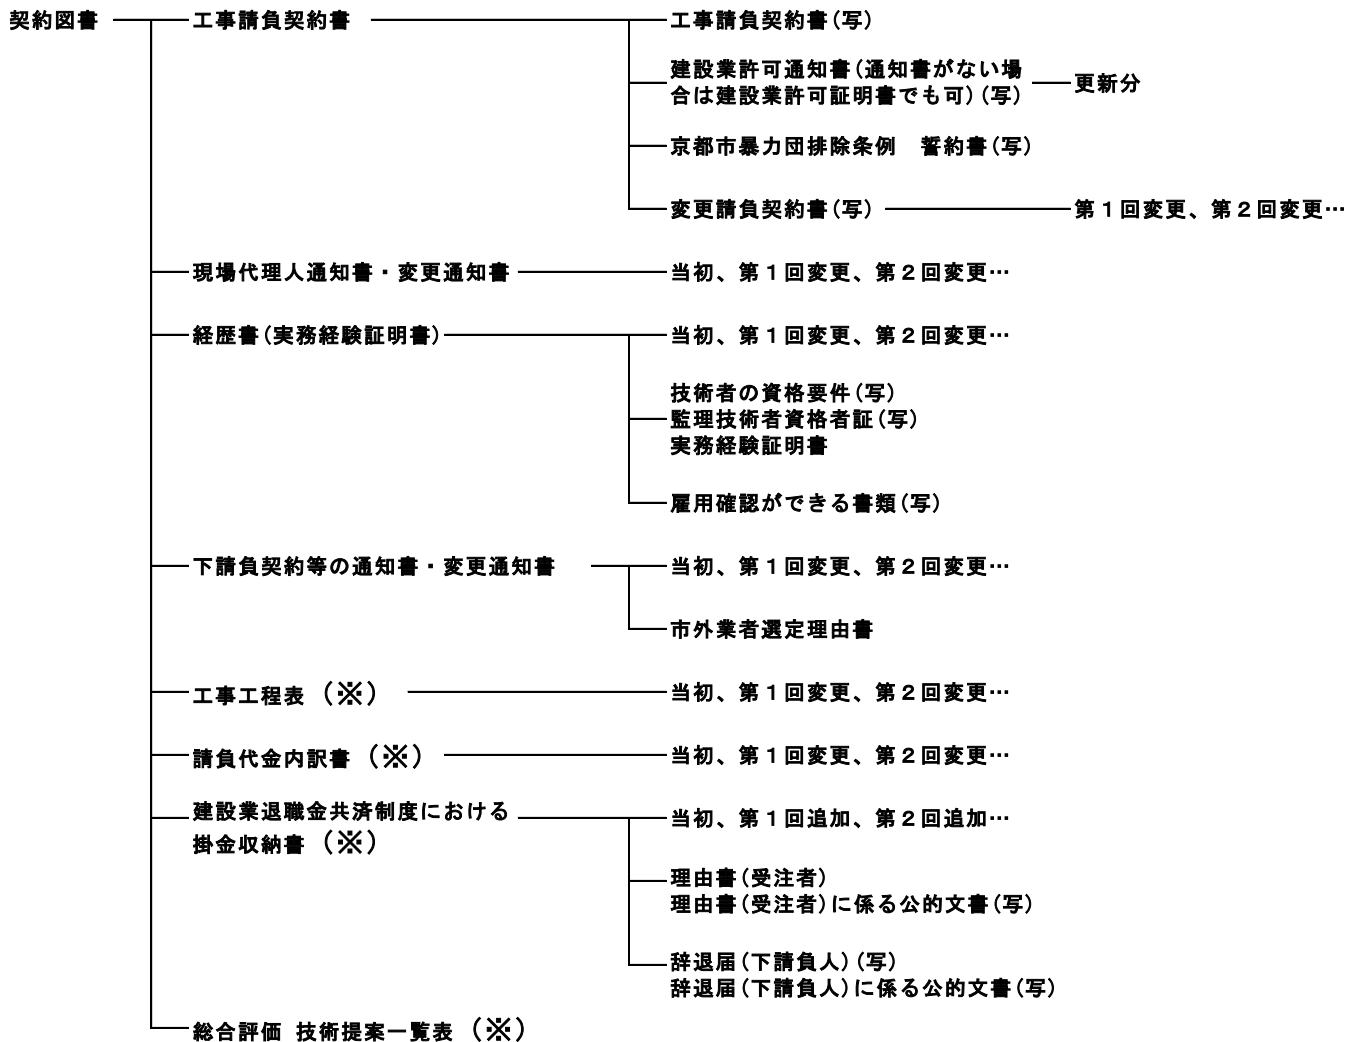 契約図書
工事請負契約書
工事請負契約書(写)
建設業許可通知書(通知書がない場
合は建設業許可証明書でも可)(写)
更新分
京都市暴力団排除条例　誓約書(写)
変更請負契約書(写)
第１回変更、第２回変更…
現場代理人通知書・変更通知書
当初、第１回変更、第２回変更…
経歴書(実務経験証明書)
当初、第１回変更、第２回変更…
技術者の資格要件(写)
監理技術者資格者証(写)
実務経験証明書
雇用確認ができる書類(写)
下請負契約等の通知書・変更通知書
当初、第１回変更、第２回変更…
市外業者選定理由書
工事工程表（※）
当初、第１回変更、第２回変更…
請負代金内訳書（※）
当初、第１回変更、第２回変更…
建設業退職金共済制度における
掛金収納書（※）
当初、第１回追加、第２回追加…
理由書(受注者)
理由書(受注者)に係る公的文書(写)
辞退届(下請負人)(写)
辞退届(下請負人)に係る公的文書(写)
総合評価 技術提案一覧表（※）